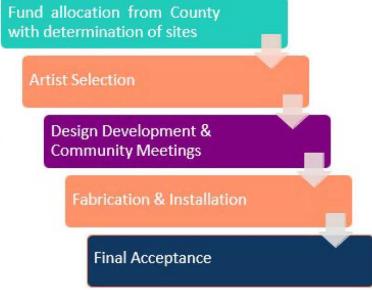 Fund allocation from County
with determination of sites
Artist Selection
Design Development &
Community Meetings
Fabrication & Installation
Final Acceptance